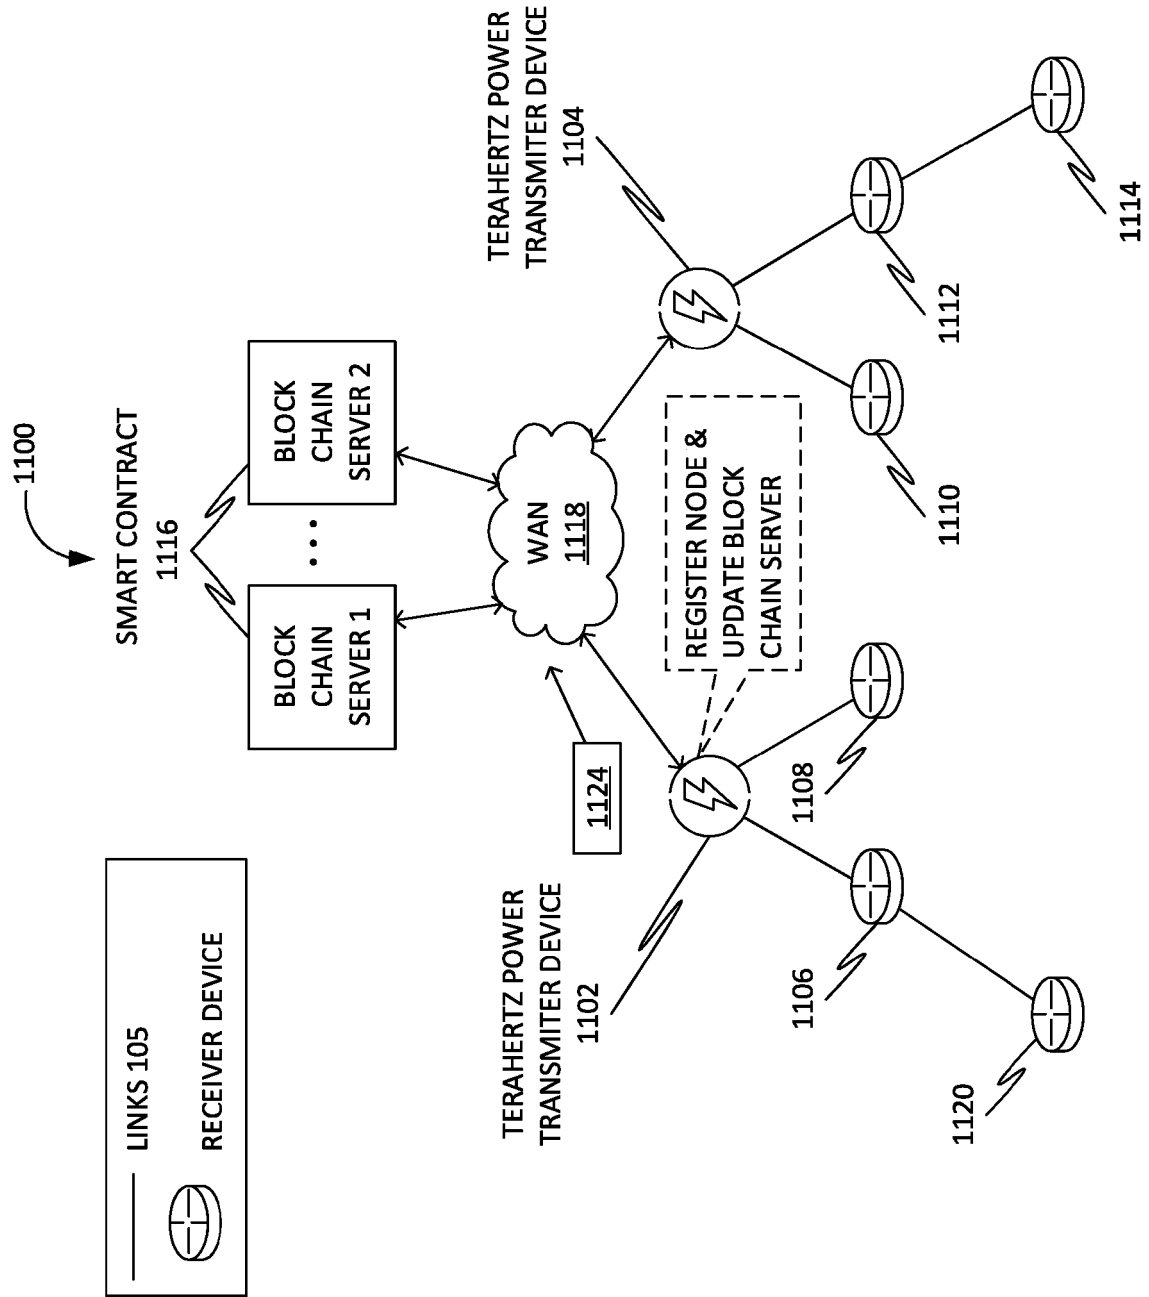 1100
SMART CONTRACT
1116
LINKS 105
RECEIVER DEVICE
BLOCK
CHAIN
SERVER 1
...
BLOCK
CHAIN
SERVER 2
WAN
1118
1124
TERAHERTZ POWER
TRANSMITER DEVICE
1102
TERAHERTZ POWER
TRANSMITER DEVICE
1104
REGISTER NODE &
UPDATE BLOCK
CHAIN SERVER
1106
1108
1110
1112
1120
1114